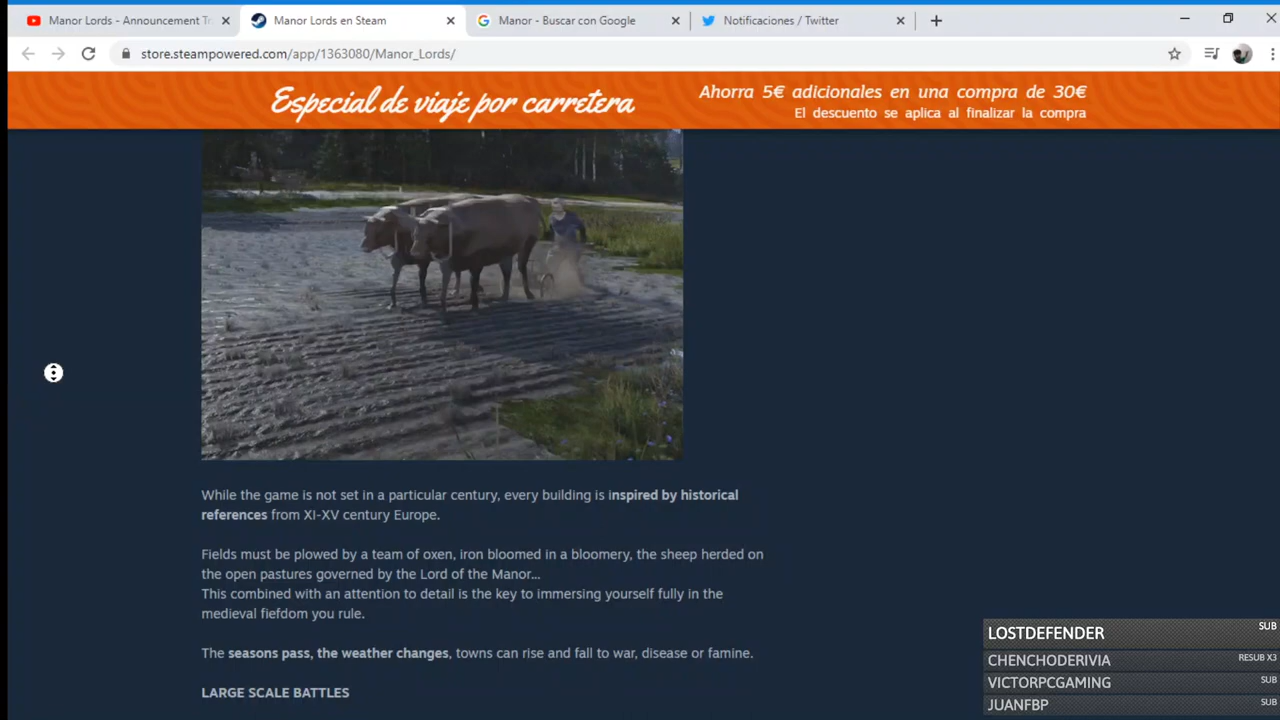 Manor Lords - Announcement Tr
Manor Lords en Steam
Manor - Buscar con Google
Notificaciones / Twitter
store.steampowered.com/app/1363080/Manor_Lords/
Especial de viaje por carretera
Ahorra 5€ adicionales en una compra de 30€
El descuento se aplica al finalizar la compra
While the game is not set in a particular century, every building is inspired by historical
references from XI-XV century Europe.
Fields must be plowed by a team of oxen, iron bloomed in a bloomery, the sheep herded on
the open pastures governed by the Lord of the Manor...
This combined with an attention to detail is the key to immersing yourself fully in the
medieval fiefdom you rule.
The seasons pass, the weather changes, towns can rise and fall to war, disease or famine.
LARGE SCALE BATTLES
LOSTDEFENDER SUB
CHENCHODERIVIA RESUB X3
VICTORPCGAMING SUB
JUANFBP SUB